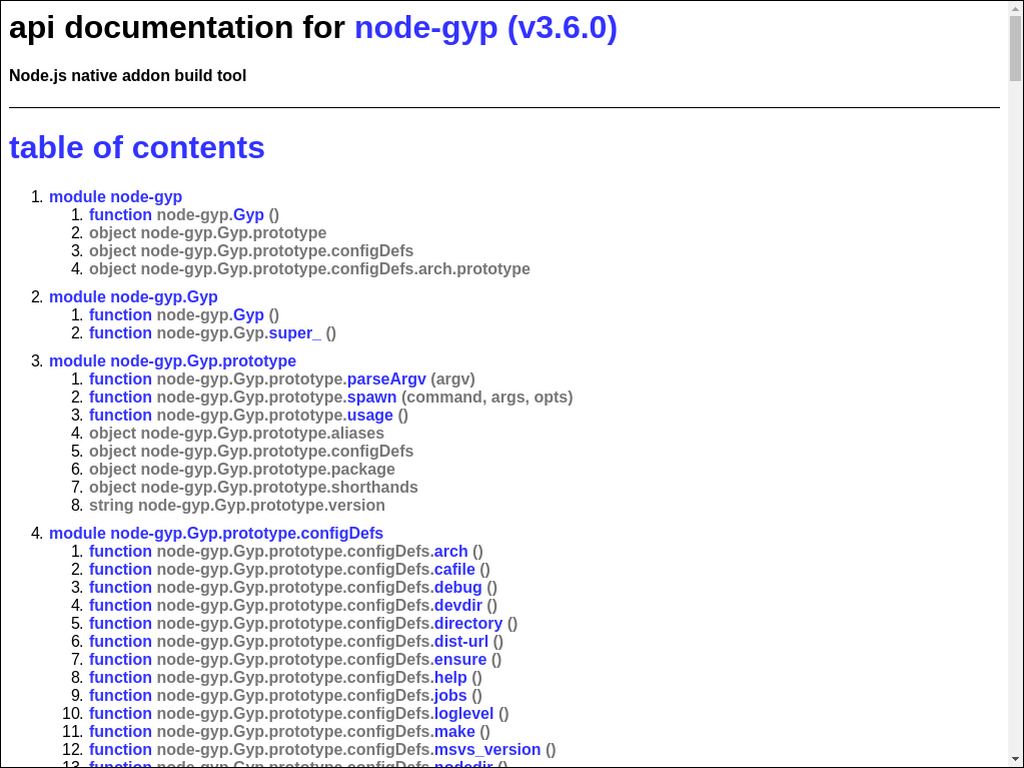 api documentation for node-gyp (v3.6.0)
Node.js native addon build tool
table of contents
1. module node-gyp
1. function node-gyp.Gyp ()
2. object node-gyp.Gyp.prototype
3. object node-gyp.Gyp.prototype.configDefs
4. object node-gyp.Gyp.prototype.configDefs.arch.prototype
2. module node-gyp.Gyp
1. function node-gyp.Gyp ()
2. function node-gyp.Gyp.super_ ()
3. module node-gyp.Gyp.prototype
1. function node-gyp.Gyp.prototype.parseArgv (argv)
2. function node-gyp.Gyp.prototype.spawn (command, args, opts)
3. function node-gyp.Gyp.prototype.usage ()
4. object node-gyp.Gyp.prototype.aliases
5. object node-gyp.Gyp.prototype.configDefs
6. object node-gyp.Gyp.prototype.package
7. object node-gyp.Gyp.prototype.shorthands
8. string node-gyp.Gyp.prototype.version
4. module node-gyp.Gyp.prototype.configDefs
1. function node-gyp.Gyp.prototype.configDefs.arch ()
2. function node-gyp.Gyp.prototype.configDefs.cafile ()
3. function node-gyp.Gyp.prototype.configDefs.debug ()
4. function node-gyp.Gyp.prototype.configDefs.devdir ()
5. function node-gyp.Gyp.prototype.configDefs.directory ()
6. function node-gyp.Gyp.prototype.configDefs.dist-url ()
7. function node-gyp.Gyp.prototype.configDefs.ensure ()
8. function node-gyp.Gyp.prototype.configDefs.help ()
9. function node-gyp.Gyp.prototype.configDefs.jobs ()
10. function node-gyp.Gyp.prototype.configDefs.loglevel ()
11. function node-gyp.Gyp.prototype.configDefs.make ()
12. function node-gyp.Gyp.prototype.configDefs.msvs_version ()
13. function node-gyp.Gyp.prototype.configDefs.nodedir ()